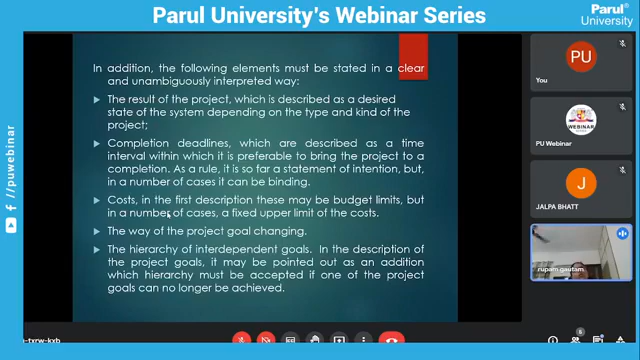 Parul University's Webinar Series
Parul®
University
In addition, the following elements must be stated in a clear
and unambiguously interpreted way:
The result of the project, which is described as a desired
state of the system depending on the type and kind of the
project;
Completion deadlines, which are described as a time
interval within which it is preferable to bring the project to a
completion. As a rule, it is so far a statement of intention, but,
in a number of cases it can be binding.
Costs, in the first description these may be budget limits, but
in a number of cases, a fixed upper limit of the costs.
The way of the project goal changing.
The hierarchy of interdependent goals. In the description of
the project goals, it may be pointed out as an addition
which hierarchy must be accepted if one of the project
goals can no longer be achieved.
/puwebinar
PU
You
WEBINAR
SERIES
PU Webinar
J
JALPA BHATT
rupam gautam
-txrw-kxb
6